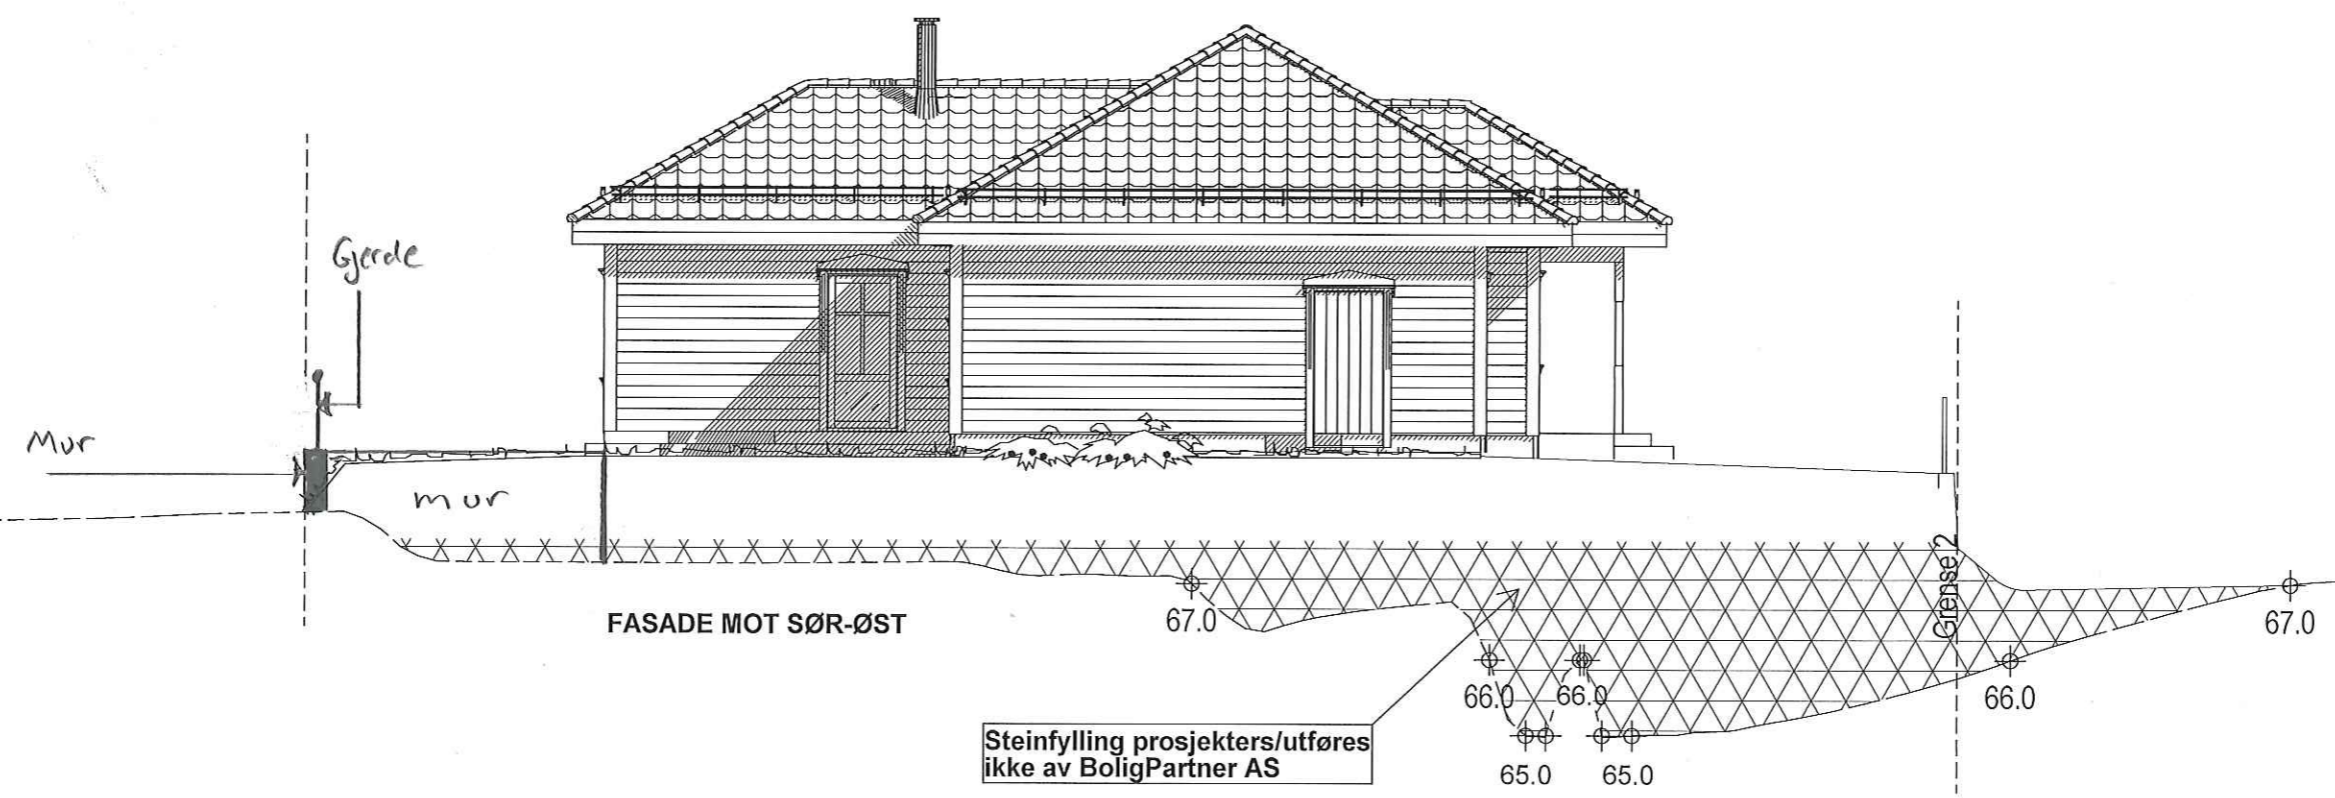 Gjerde
Mur
mur
FASADE MOT SØR-ØST
67.0
Grense 2
67.0
66.0
66.0
66.0
Steinfylling prosjekters/utføres
ikke av BoligPartner AS
65.0
65.0